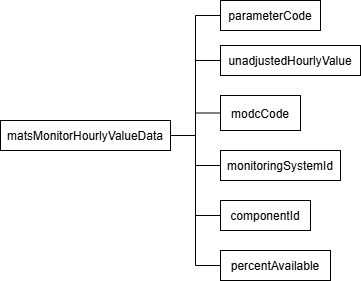 parameterCode
unadjustedHourlyValue
modcCode
matsMonitorHourlyValueData
monitoringSystemId
componentId
percentAvailable